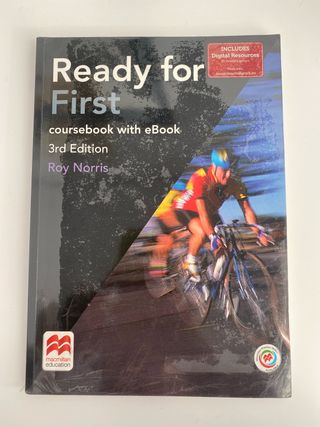 Ready for
First
coursebook with eBook
3rd Edition
Roy Norris
INCLUDES
Digital Resources
macmillan
education